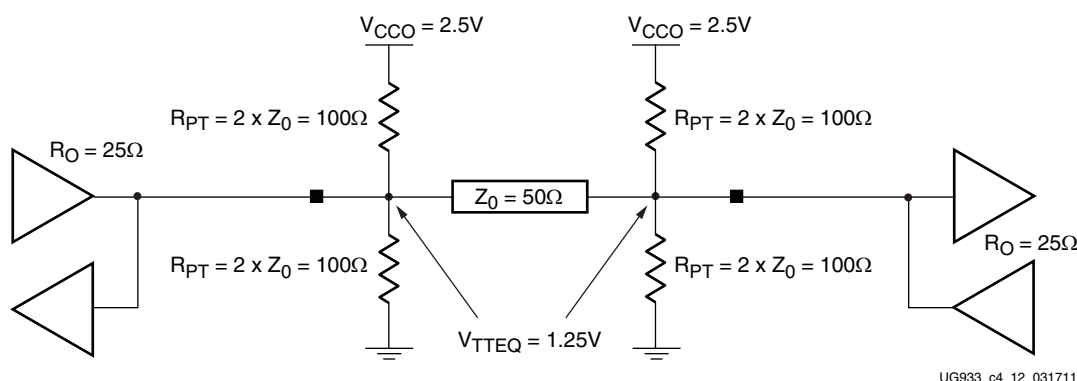 V_CCO = 2.5V
V_CCO = 2.5V
R_PT = 2 x Z_0 = 100Ω
R_PT = 2 x Z_0 = 100Ω
R_O = 25Ω
Z_0 = 50Ω
R_O = 25Ω
R_PT = 2 x Z_0 = 100Ω
R_PT = 2 x Z_0 = 100Ω
V_TTEQ = 1.25V
UG933_c4_12_031711